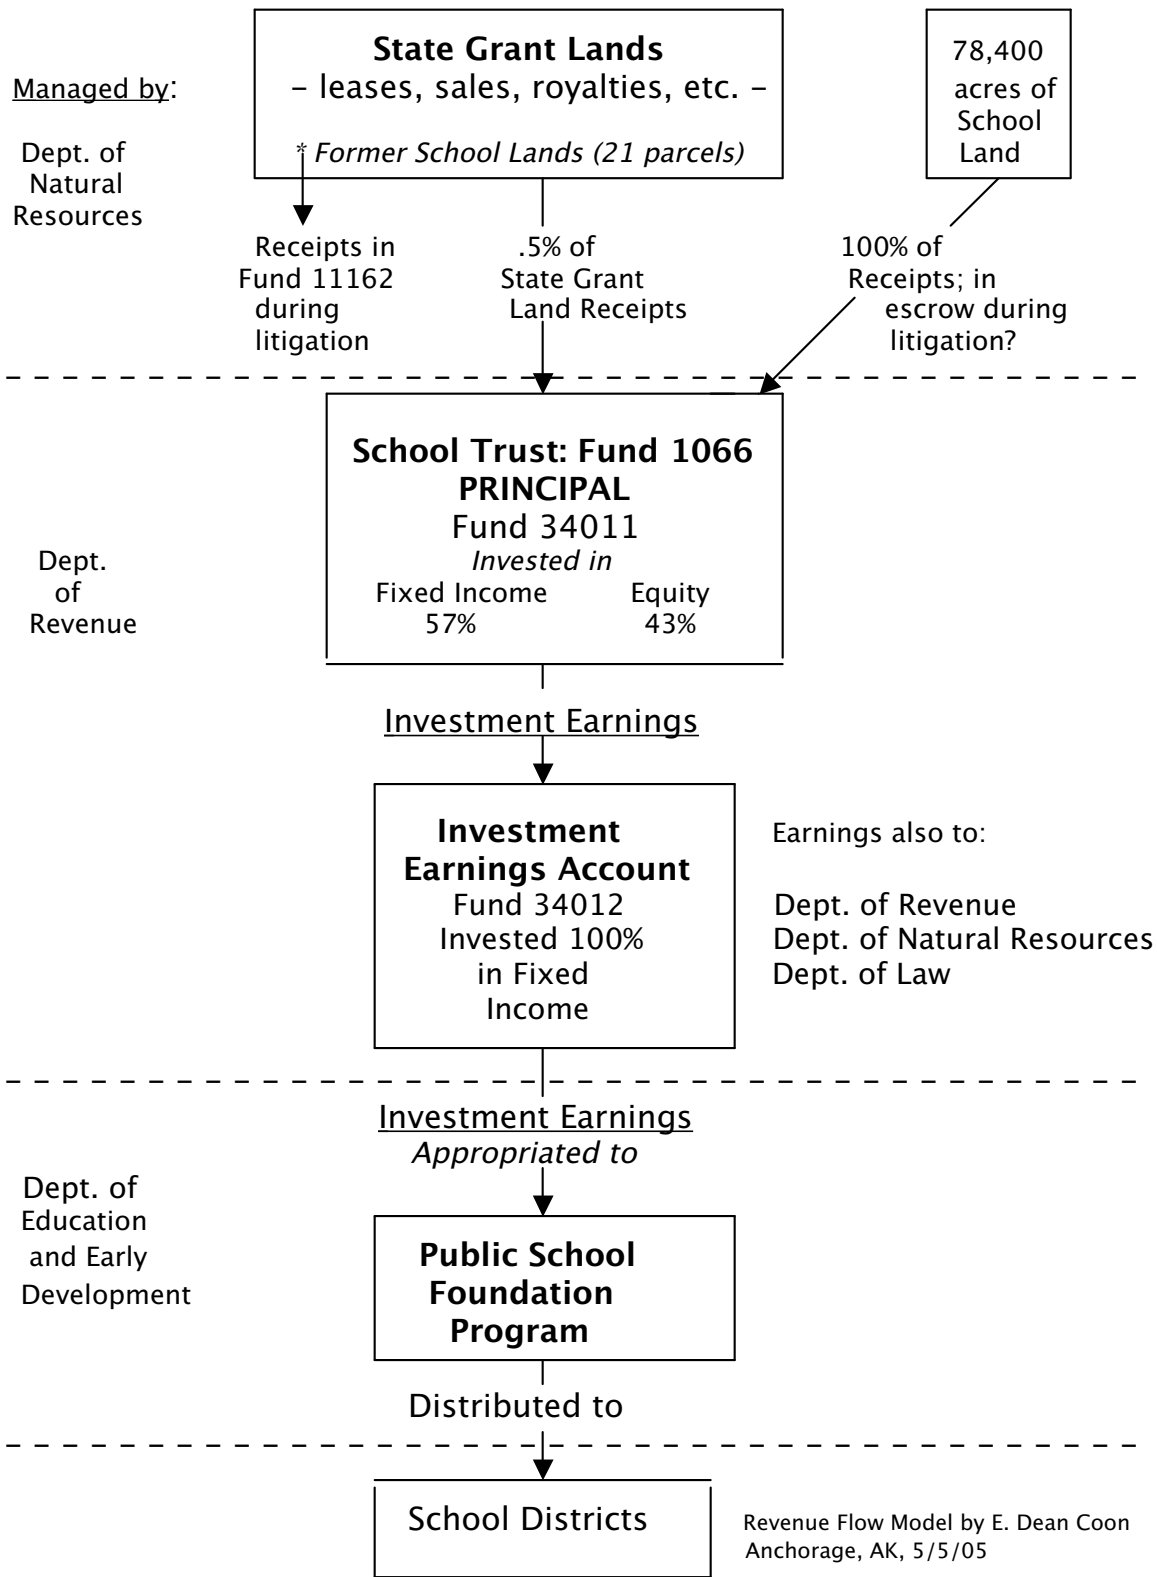 State Grant Lands
– leases, sales, royalties, etc. –
* Former School Lands (21 parcels)
78,400
acres of
School
Land
Managed by:
Dept. of
Natural
Resources
Receipts in
Fund 11162
during
litigation
.5% of
State Grant
Land Receipts
100% of
Receipts; in
escrow during
litigation?
School Trust: Fund 1066
PRINCIPAL
Fund 34011
Invested in
Fixed Income Equity
57% 43%
Dept.
of
Revenue
Investment Earnings
Investment
Earnings Account
Fund 34012
Invested 100%
in Fixed
Income
Earnings also to:
Dept. of Revenue
Dept. of Natural Resources
Dept. of Law
Investment Earnings
Appropriated to
Dept. of
Education
and Early
Development
Public School
Foundation
Program
Distributed to
School Districts
Revenue Flow Model by E. Dean Coon
Anchorage, AK, 5/5/05